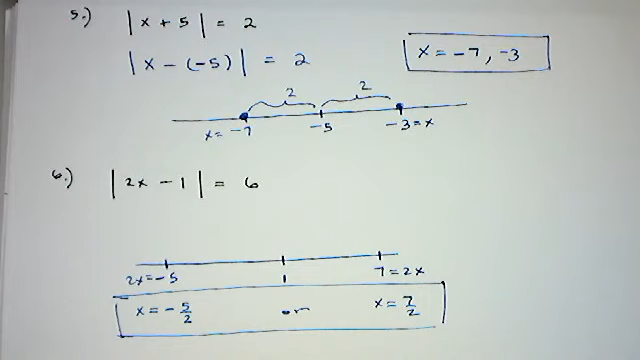 5.) |x + 5| = 2
|x - (-5)| = 2
x = -7, -3
2 2
x = -7 -5 -3 = x
6.) |2x - 1| = 6
2x = -5 1 7 = 2x
x = -5/2 or x = 7/2